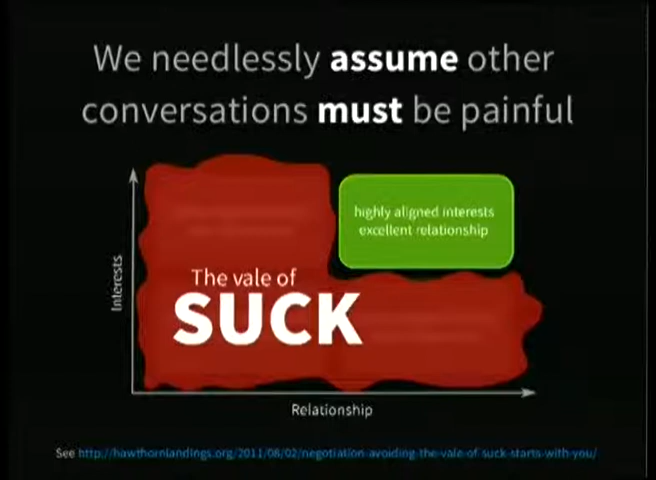 We needlessly assume other
conversations must be painful
highly aligned interests
excellent relationship
The vale of
SUCK
Interests
Relationship
See http://hawthornlandings.org/2011/08/02/negotiation-avoiding-the-vale-of-suck-starts-with-you/